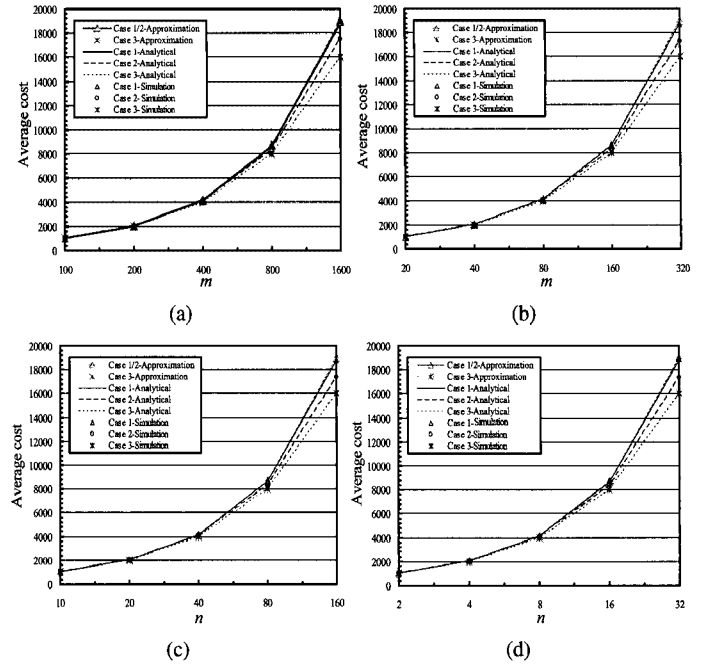 20000
18000
16000
14000
12000
10000
8000
6000
4000
2000
0
Average cost
Case 1/2-Approximation
Case 3-Approximation
Case 1-Analytical
Case 2-Analytical
Case 3-Analytical
Case 1-Simulation
Case 2- Simulation
Case 3- Simulation
100 200 400 800 1600
m
(a)
20000
18000
16000
14000
12000
10000
8000
6000
4000
2000
0
Average cost
Case 1/2-Approximation
Case 3-Approximation
Case 1-Analytical
Case 2-Analytical
Case 3-Analytical
Case 1-Simulation
Case 2-Simulation
Case 3-Simulation
20 40 80 160 320
m
(b)
20000
18000
16000
14000
12000
10000
8000
6000
4000
2000
0
Average cost
Case 1/2-Approximation
Case 3-Approximation
Case 1-Analytical
Case 2-Analytical
Case 3-Analytical
Case 1-Simulation
Case 2-Simulation
Case 3-Simulation
10 20 40 80 160
n
(c)
20000
18000
16000
14000
12000
10000
8000
6000
4000
2000
0
Average cost
Case 1/2-Approximation
Case 3-Approximation
Case 1-Analytical
Case 2-Analytical
Case 3-Analytical
Case 1-Simulation
Case 2-Simulation
Case 3-Simulation
2 4 8 16 32
n
(d)